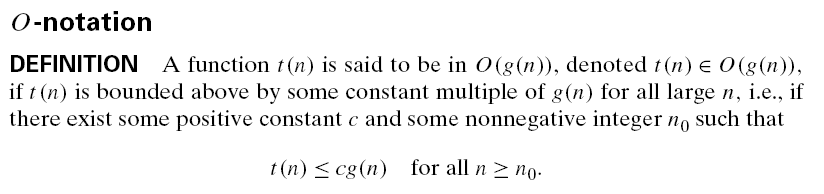 O-notation
DEFINITION A function t(n) is said to be in O(g(n)), denoted t(n) ∈ O(g(n)),
if t(n) is bounded above by some constant multiple of g(n) for all large n, i.e., if
there exist some positive constant c and some nonnegative integer n₀ such that
t(n) ≤ cg(n) for all n ≥ n₀.